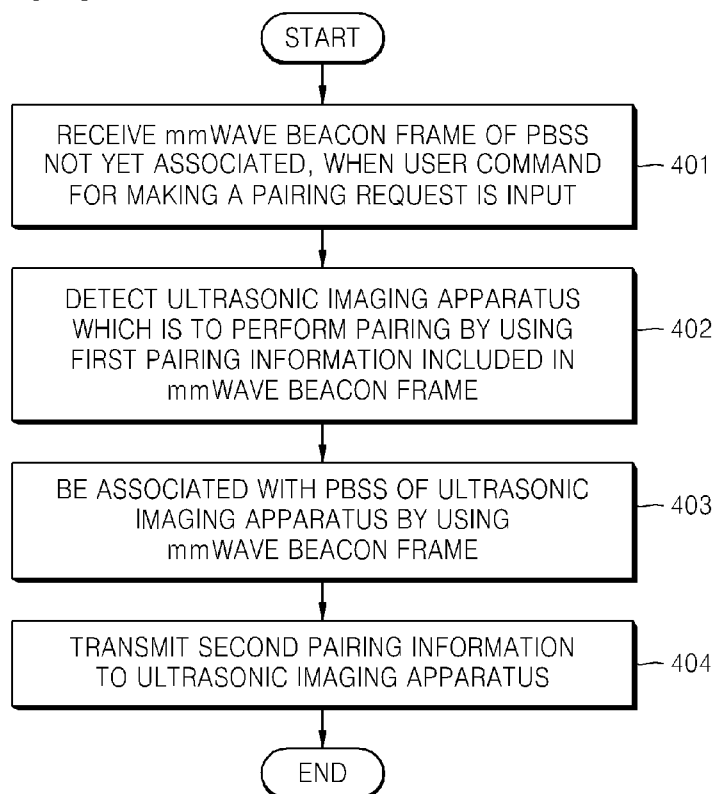 START
RECEIVE mmWAVE BEACON FRAME OF PBSS
NOT YET ASSOCIATED, WHEN USER COMMAND
FOR MAKING A PAIRING REQUEST IS INPUT
401
DETECT ULTRASONIC IMAGING APPARATUS
WHICH IS TO PERFORM PAIRING BY USING
FIRST PAIRING INFORMATION INCLUDED IN
mmWAVE BEACON FRAME
402
BE ASSOCIATED WITH PBSS OF ULTRASONIC
IMAGING APPARATUS BY USING
mmWAVE BEACON FRAME
403
TRANSMIT SECOND PAIRING INFORMATION
TO ULTRASONIC IMAGING APPARATUS
404
END